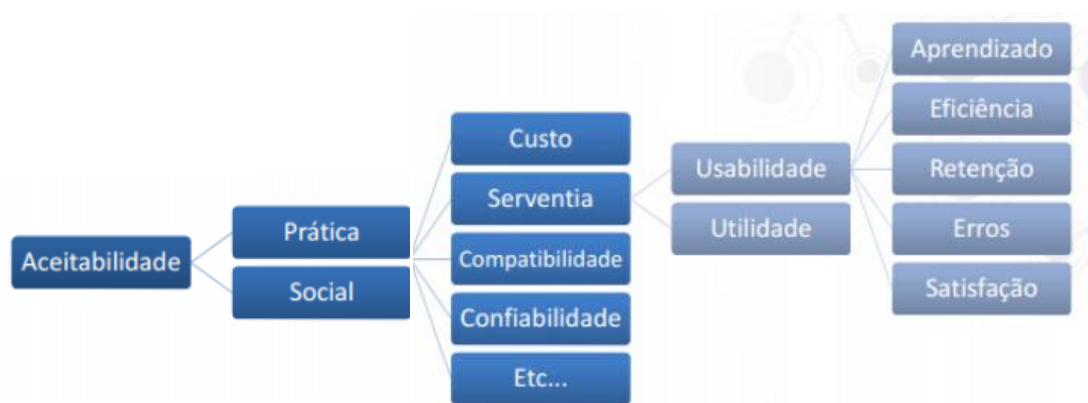 Aceitabilidade
Prática
Social
Custo
Serventia
Compatibilidade
Confiabilidade
Etc...
Usabilidade
Utilidade
Aprendizado
Eficiência
Retenção
Erros
Satisfação